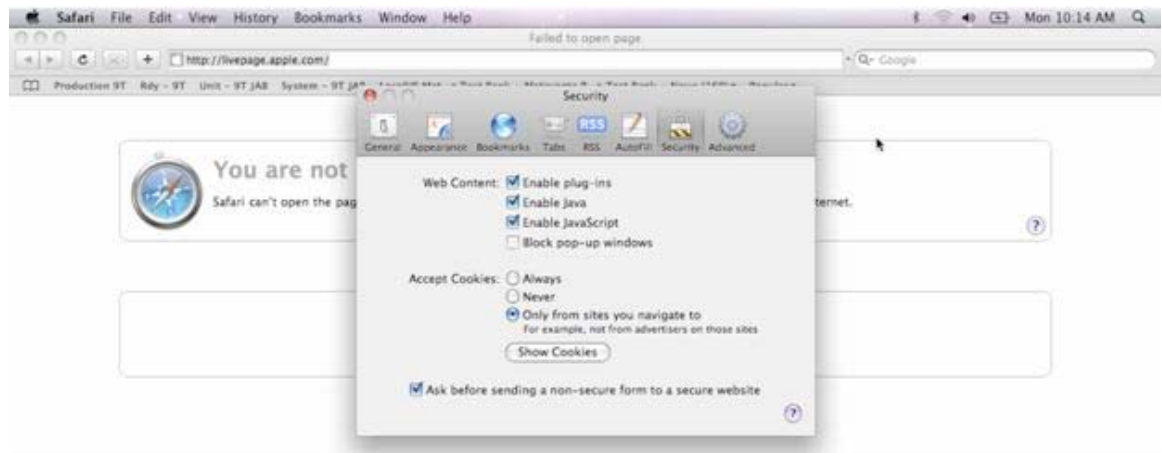 Safari File Edit View History Bookmarks Window Help Mon 10:14 AM
Failed to open page
http://livepage.apple.com/ Google
Production 9T Rdy - 9T Unit - 9T JAB System - 9T JAB
Security
General Appearance Bookmarks Tabs RSS AutoFill Security Advanced
You are not
Safari can't open the pag
ternet.
Web Content: Enable plug-ins
Enable Java
Enable JavaScript
Block pop-up windows
Accept Cookies: Always
Never
Only from sites you navigate to
For example, not from advertisers on those sites
Show Cookies
Ask before sending a non-secure form to a secure website